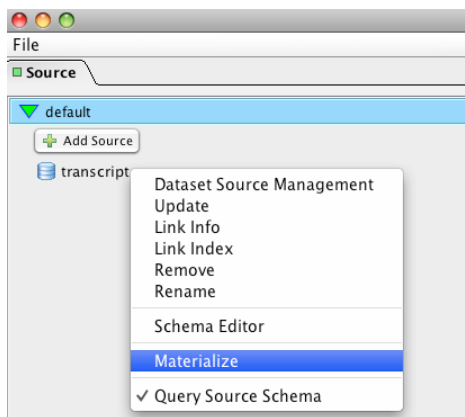 File
Source
default
Add Source
transcript
Dataset Source Management
Update
Link Info
Link Index
Remove
Rename
Schema Editor
Materialize
✓ Query Source Schema